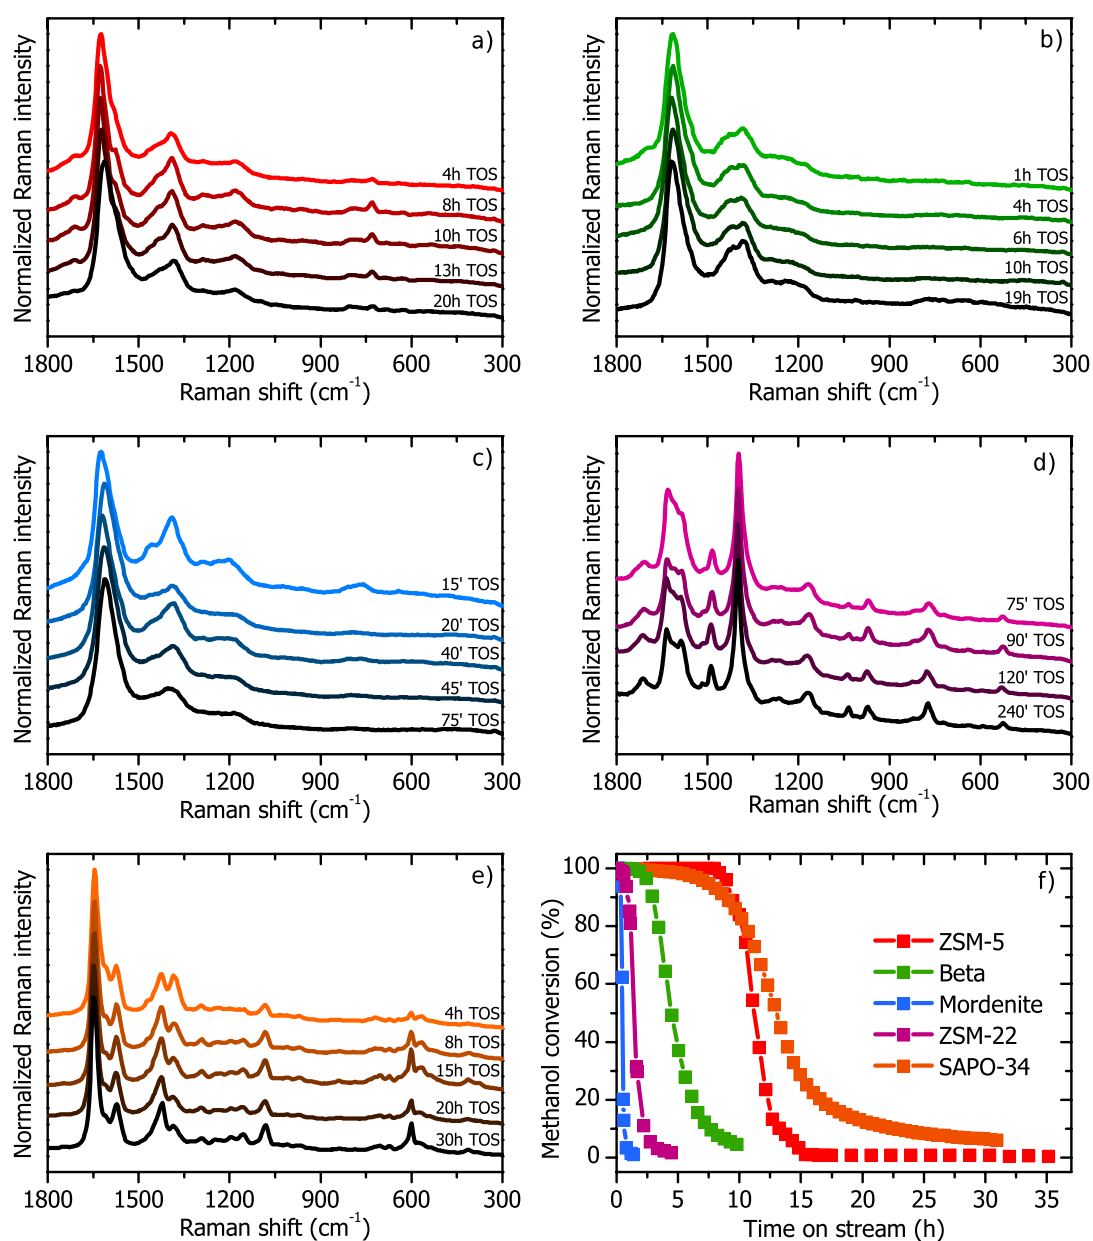 a)
Normalized Raman intensity
4h TOS
8h TOS
10h TOS
13h TOS
20h TOS
1800 1500 1200 900 600 300
Raman shift (cm-1)
b)
Normalized Raman intensity
1h TOS
4h TOS
6h TOS
10h TOS
19h TOS
1800 1500 1200 900 600 300
Raman shift (cm-1)
c)
Normalized Raman intensity
15' TOS
20' TOS
40' TOS
45' TOS
75' TOS
1800 1500 1200 900 600 300
Raman shift (cm-1)
d)
Normalized Raman intensity
75' TOS
90' TOS
120' TOS
240' TOS
1800 1500 1200 900 600 300
Raman shift (cm-1)
e)
Normalized Raman intensity
4h TOS
8h TOS
15h TOS
20h TOS
30h TOS
1800 1500 1200 900 600 300
Raman shift (cm-1)
f)
Methanol conversion (%)
100
80
60
40
20
0
ZSM-5
Beta
Mordenite
ZSM-22
SAPO-34
0 5 10 15 20 25 30 35
Time on stream (h)